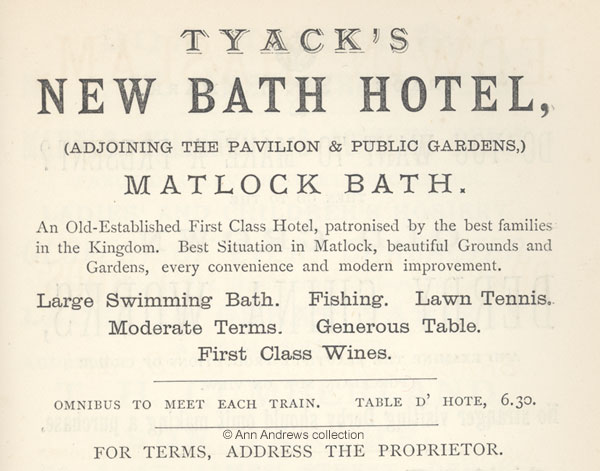 TYACK'S
NEW BATH HOTEL,
(ADJOINING THE PAVILION & PUBLIC GARDENS,)
MATLOCK BATH.
An Old-Established First Class Hotel, patronised by the best families
in the Kingdom. Best Situation in Matlock, beautiful Grounds and
Gardens, every convenience and modern improvement.
Large Swimming Bath. Fishing. Lawn Tennis.
Moderate Terms. Generous Table.
First Class Wines.
OMNIBUS TO MEET EACH TRAIN. TABLE D' HOTE, 6.30.
© Ann Andrews collection
FOR TERMS, ADDRESS THE PROPRIETOR.